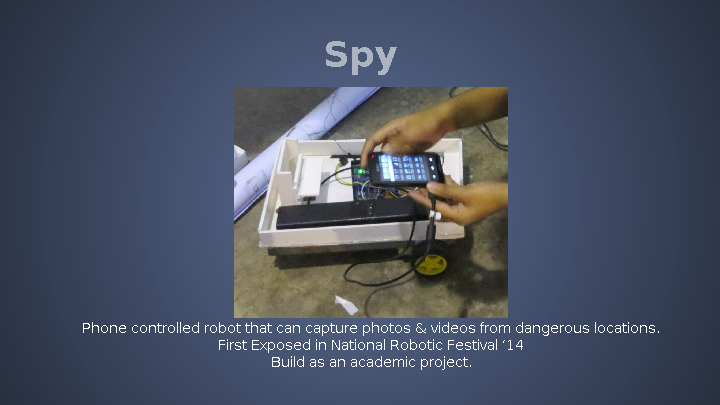 Spy
Phone controlled robot that can capture photos & videos from dangerous locations.
First Exposed in National Robotic Festival ‘14
Build as an academic project.